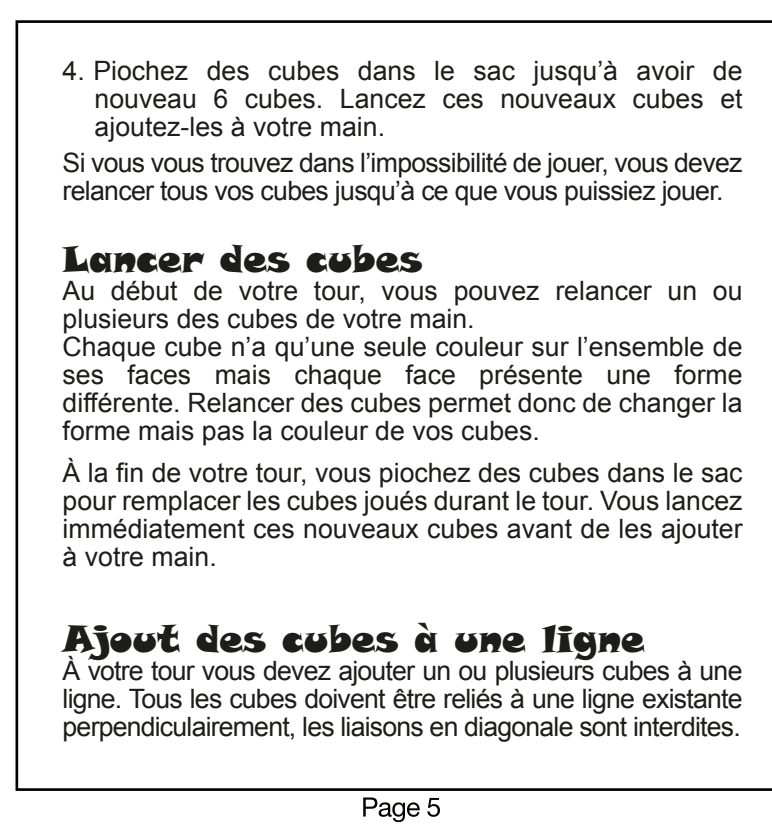 4. Piochez des cubes dans le sac jusqu’à avoir de
nouveau 6 cubes. Lancez ces nouveaux cubes et
ajoutez-les à votre main.
Si vous vous trouvez dans l’impossibilité de jouer, vous devez
relancer tous vos cubes jusqu’à ce que vous puissiez jouer.
Lancer des cubes
Au début de votre tour, vous pouvez relancer un ou
plusieurs des cubes de votre main.
Chaque cube n’a qu’une seule couleur sur l’ensemble de
ses faces mais chaque face présente une forme
différente. Relancer des cubes permet donc de changer la
forme mais pas la couleur de vos cubes.
À la fin de votre tour, vous piochez des cubes dans le sac
pour remplacer les cubes joués durant le tour. Vous lancez
immédiatement ces nouveaux cubes avant de les ajouter
à votre main.
Ajout des cubes à une ligne
À votre tour vous devez ajouter un ou plusieurs cubes à une
ligne. Tous les cubes doivent être reliés à une ligne existante
perpendiculairement, les liaisons en diagonale sont interdites.
Page 5